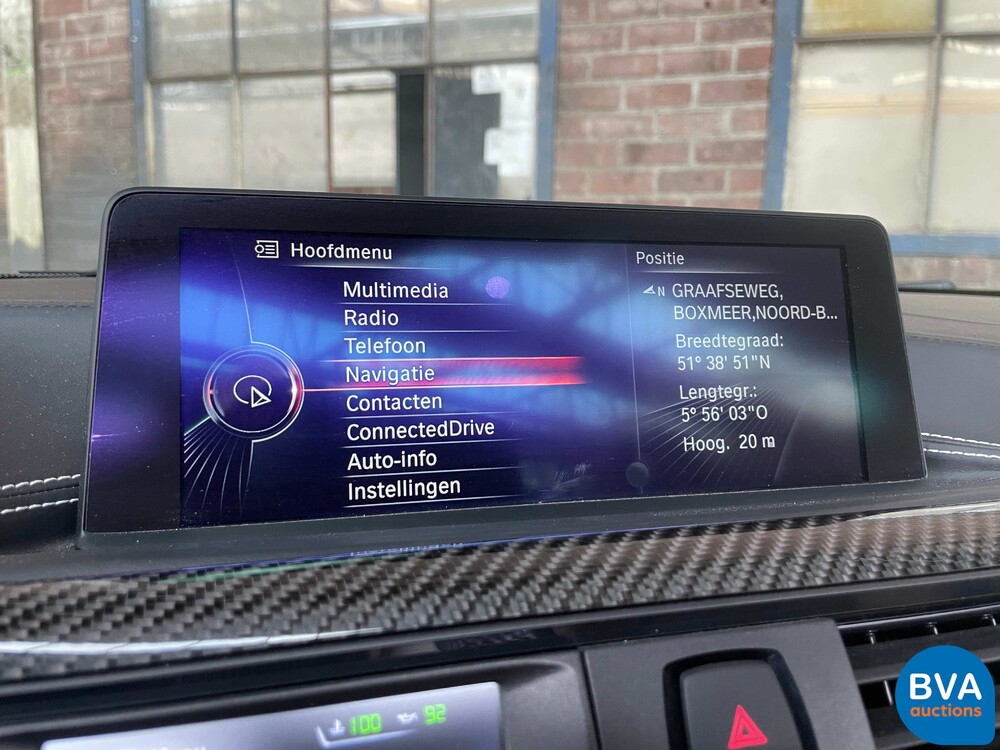 Hoofdmenu
Multimedia
Radio
Telefoon
Navigatie
Contacten
ConnectedDrive
Auto-info
Instellingen
Positie
N GRAAFSEWEG,
BOXMEER,NOORD-B...
Breedtegraad:
51° 38' 51"N
Lengtegr.:
5° 56' 03"O
Hoog. 20 m
100 92
BVA
auctions